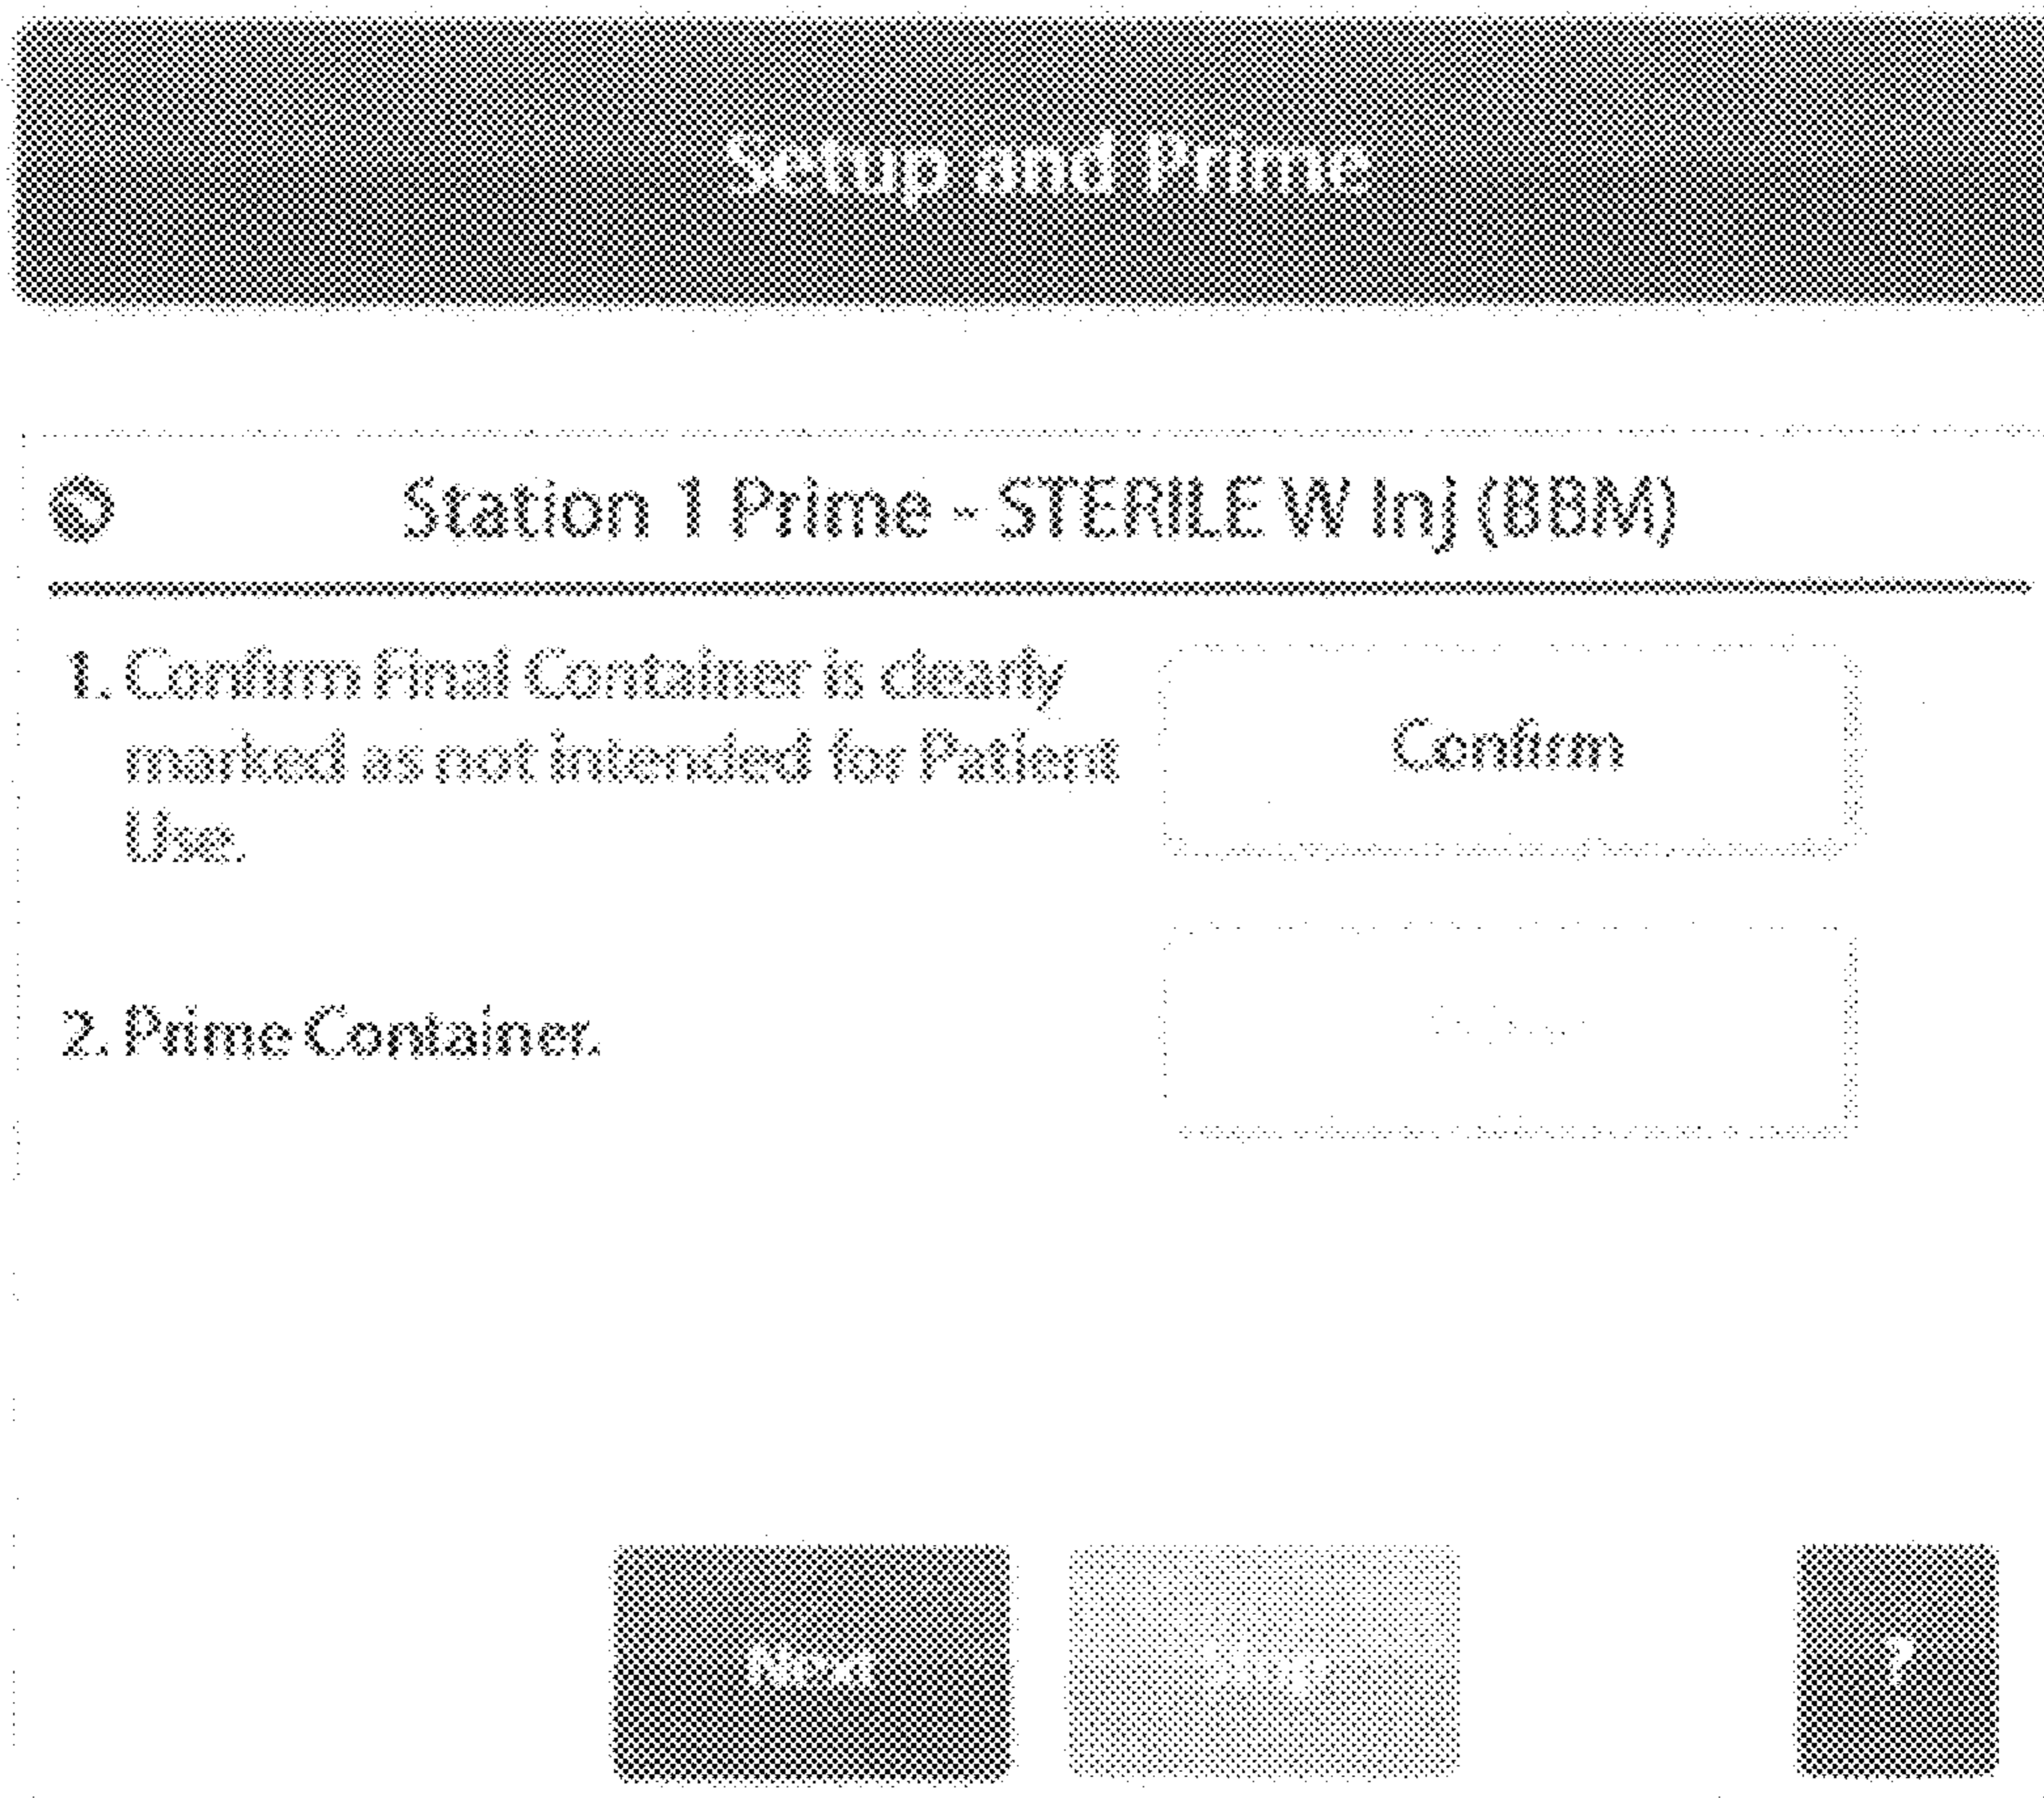 Setup and Prime
Station 1 Prime - STERILE W Inj (BBM)
1. Confirm Final Container is clearly
marked as not intended for Patient
Use.
Confirm
2. Prime Container.
Next
?